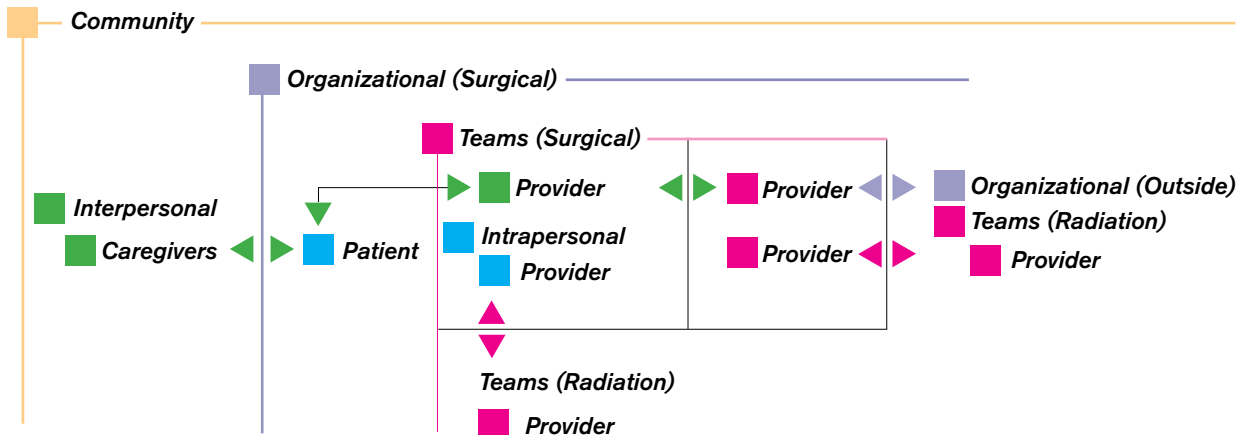 Community
Organizational (Surgical)
Teams (Surgical)
Provider
Provider
Organizational (Outside)
Interpersonal
Teams (Radiation)
Intrapersonal
Caregivers
Patient
Provider
Provider
Provider
Teams (Radiation)
Provider